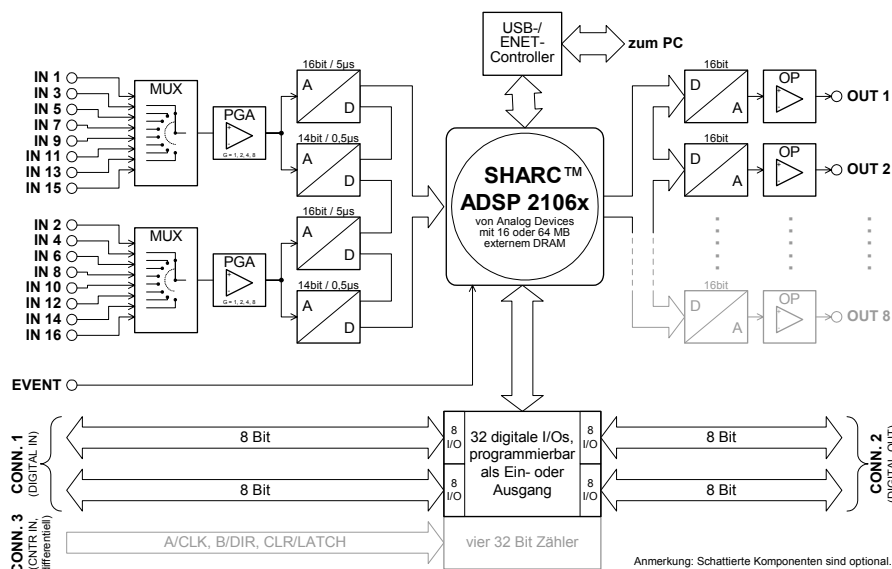 USB-/
ENET-
Controller
zum PC
IN 1
IN 3
IN 5
IN 7
IN 9
IN 11
IN 13
IN 15
MUX
PGA
G = 1, 2, 4, 8
16bit / 5µs
A
D
14bit / 0,5µs
A
D
IN 2
IN 4
IN 6
IN 8
IN 10
IN 12
IN 14
IN 16
MUX
PGA
G = 1, 2, 4, 8
16bit / 5µs
A
D
14bit / 0,5µs
A
D
SHARC™
ADSP 2106x
von Analog Devices
mit 16 oder 64 MB
externem DRAM
16bit
D
A
OP
OUT 1
16bit
D
A
OP
OUT 2
16bit
D
A
OP
OUT 8
EVENT
CONN. 1
(DIGITAL IN)
8 Bit
8 Bit
8
I/O
8
I/O
32 digitale I/Os,
programmierbar
als Ein- oder
Ausgang
8
I/O
8
I/O
8 Bit
8 Bit
CONN. 2
(DIGITAL OUT)
CONN. 3
(CNTR IN,
differentiell)
A/CLK, B/DIR, CLR/LATCH
vier 32 Bit Zähler
Anmerkung: Schattierte Komponenten sind optional.